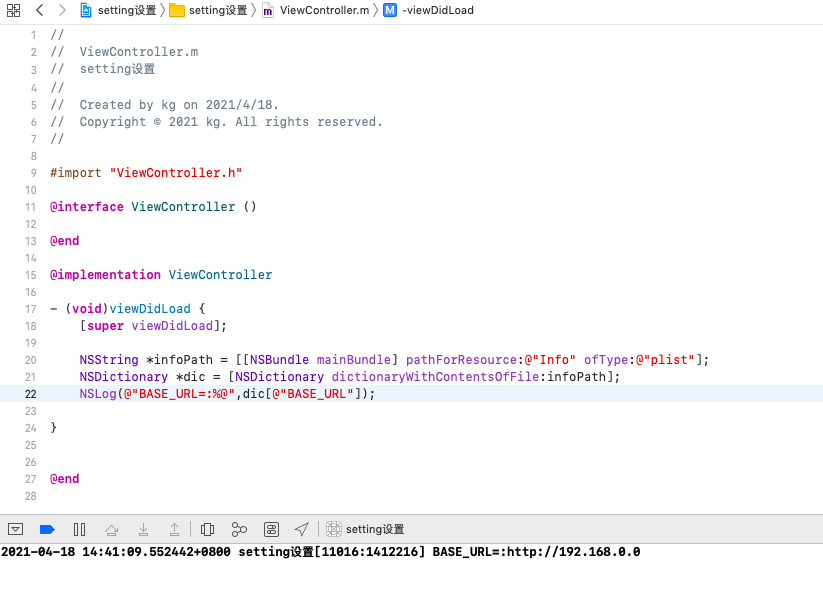 setting设置 setting设置 ViewController.m M -viewDidLoad
1 //
2 //  ViewController.m
3 //  setting设置
4 //
5 //  Created by kg on 2021/4/18.
6 //  Copyright © 2021 kg. All rights reserved.
7 //
8
9 #import "ViewController.h"
10
11 @interface ViewController ()
12
13 @end
14
15 @implementation ViewController
16
17 - (void)viewDidLoad {
18     [super viewDidLoad];
19
20     NSString *infoPath = [[NSBundle mainBundle] pathForResource:@"Info" ofType:@"plist"];
21     NSDictionary *dic = [NSDictionary dictionaryWithContentsOfFile:infoPath];
22     NSLog(@"BASE_URL=:%@",dic[@"BASE_URL"]);
23
24 }
25
26
27 @end
28
setting设置
2021-04-18 14:41:09.552442+0800 setting设置[11016:1412216] BASE_URL=:http://192.168.0.0